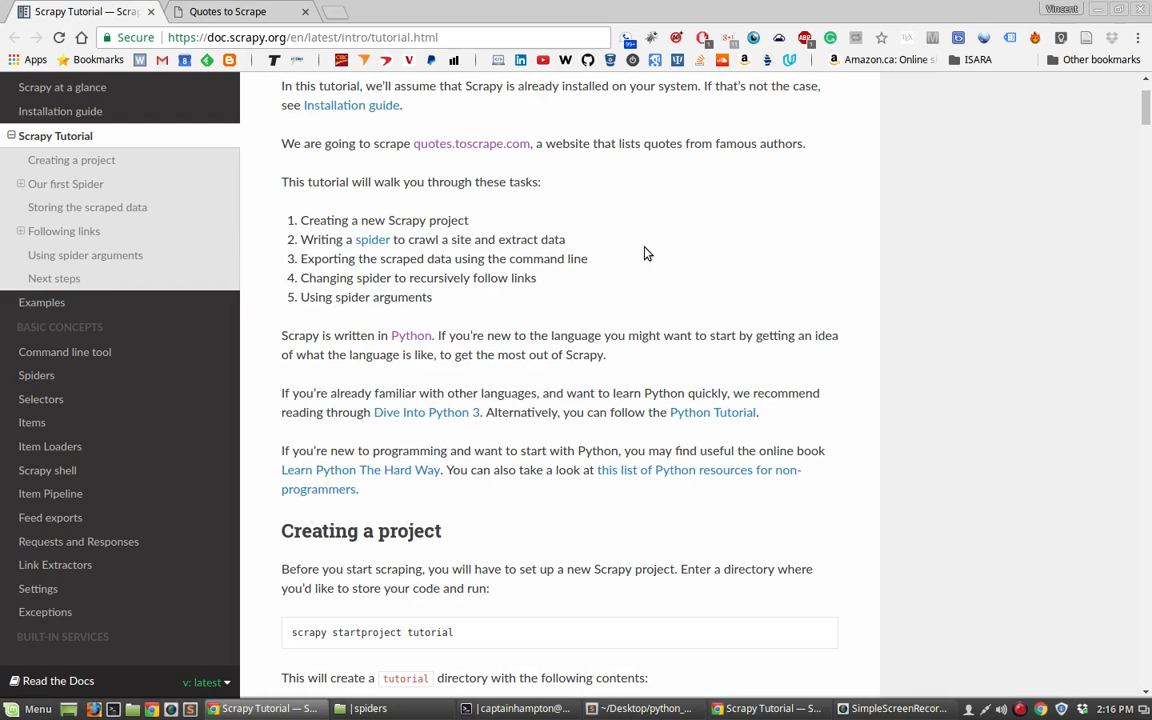 Scrapy Tutorial — Scra
Quotes to Scrape
Vincent
Secure
https://doc.scrapy.org/en/latest/intro/tutorial.html
Apps
Bookmarks
Amazon.ca: Online s
ISARA
Other bookmarks
Scrapy at a glance
Installation guide
Scrapy Tutorial
Creating a project
Our first Spider
Storing the scraped data
Following links
Using spider arguments
Next steps
Examples
BASIC CONCEPTS
Command line tool
Spiders
Selectors
Items
Item Loaders
Scrapy shell
Item Pipeline
Feed exports
Requests and Responses
Link Extractors
Settings
Exceptions
BUILT-IN SERVICES
Read the Docs
v: latest
In this tutorial, we'll assume that Scrapy is already installed on your system. If that's not the case,
see Installation guide.
We are going to scrape quotes.toscrape.com, a website that lists quotes from famous authors.
This tutorial will walk you through these tasks:
1. Creating a new Scrapy project
2. Writing a spider to crawl a site and extract data
3. Exporting the scraped data using the command line
4. Changing spider to recursively follow links
5. Using spider arguments
Scrapy is written in Python. If you're new to the language you might want to start by getting an idea
of what the language is like, to get the most out of Scrapy.
If you're already familiar with other languages, and want to learn Python quickly, we recommend
reading through Dive Into Python 3. Alternatively, you can follow the Python Tutorial.
If you're new to programming and want to start with Python, you may find useful the online book
Learn Python The Hard Way. You can also take a look at this list of Python resources for non-
programmers.
Creating a project
Before you start scraping, you will have to set up a new Scrapy project. Enter a directory where
you'd like to store your code and run:
scrapy startproject tutorial
This will create a tutorial directory with the following contents:
Menu
Scrapy Tutorial — S...
|spiders
|captainhampton@...
~/Desktop/python_...
Scrapy Tutorial — S...
SimpleScreenRecor...
2:16 PM